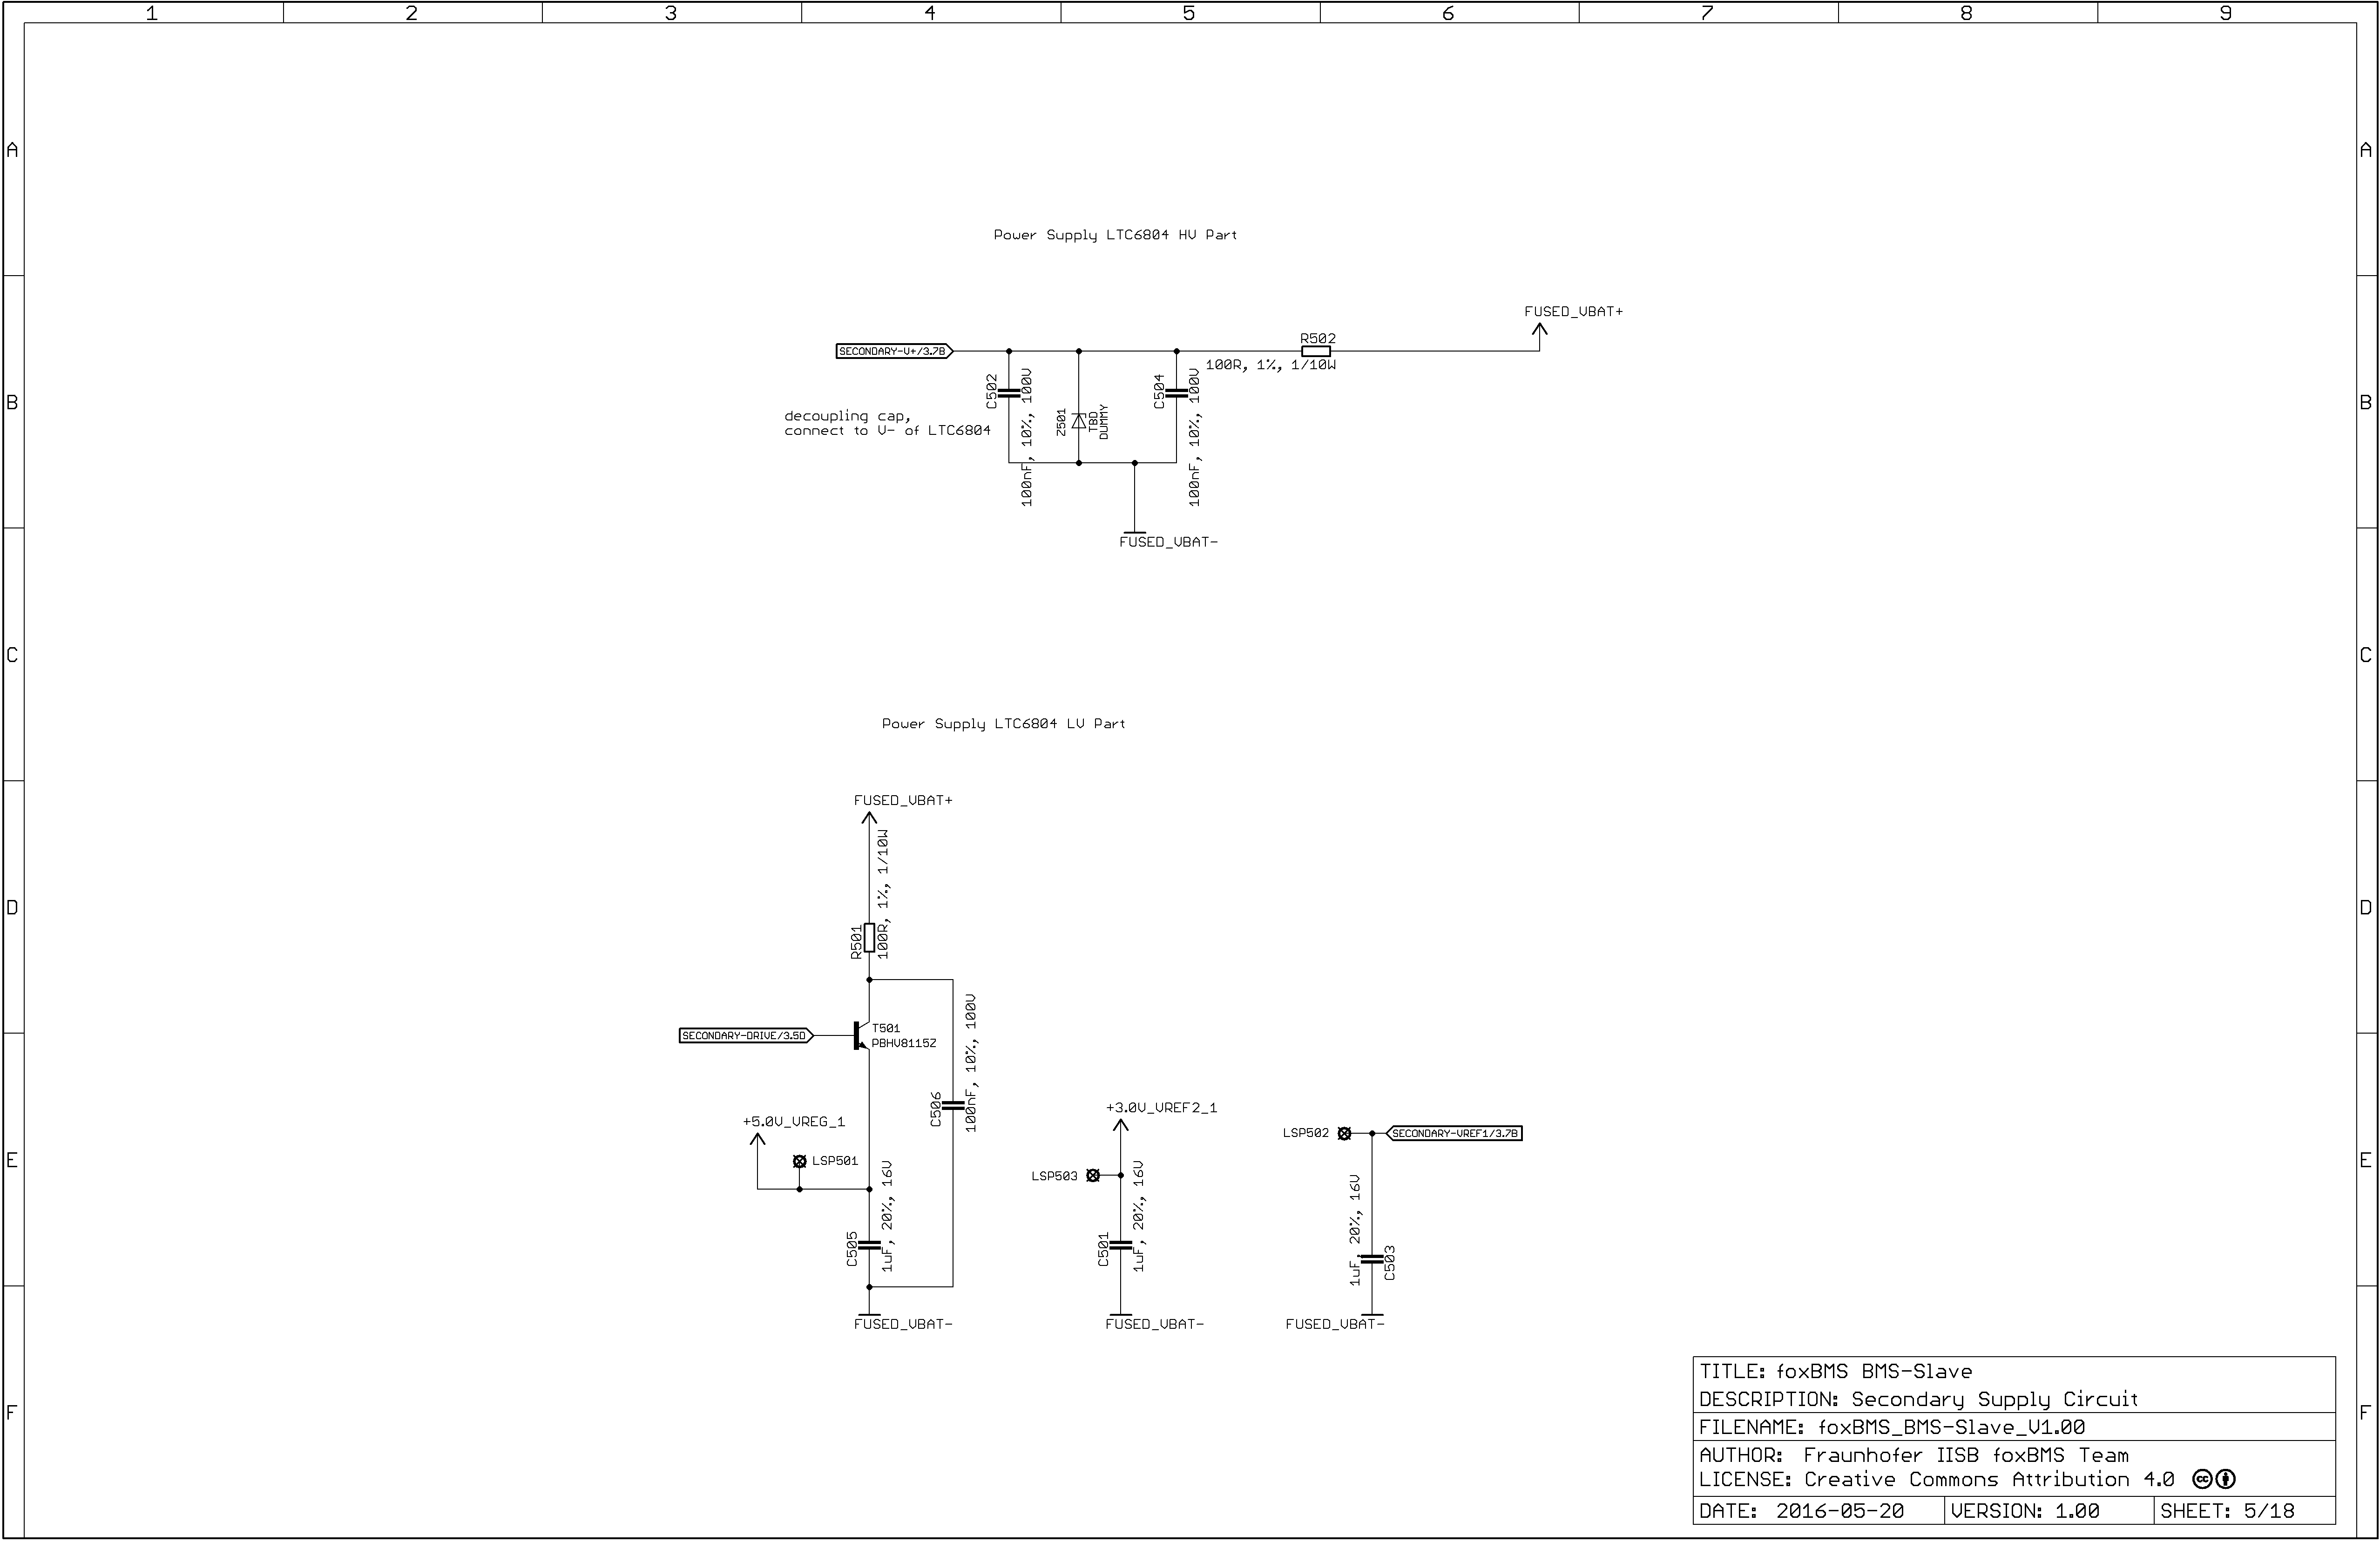 1 2 3 4 5 6 7 8 9
A A
Power Supply LTC6804 HV Part
FUSED_VBAT+
SECONDARY-V+/3.7B
R502
100R, 1%, 1/10W
B B
C502
100nF, 10%, 100V
Z501
TBD
DUMMY
C504
100nF, 10%, 100V
decoupling cap,
connect to V- of LTC6804
FUSED_VBAT-
C C
Power Supply LTC6804 LV Part
FUSED_VBAT+
D D
R501
100R, 1%, 1/10W
SECONDARY-DRIVE/3.5D
T501
PBHV8115Z
C506
100nF, 10%, 100V
+5.0V_VREG_1
LSP501
+3.0V_VREF2_1
LSP503
LSP502
SECONDARY-VREF1/3.7B
E E
C505
1uF, 20%, 16V
C501
1uF, 20%, 16V
1uF, 20%, 16V
C503
FUSED_VBAT-
FUSED_VBAT-
FUSED_VBAT-
F F
TITLE: foxBMS BMS-Slave
DESCRIPTION: Secondary Supply Circuit
FILENAME: foxBMS_BMS-Slave_V1.00
AUTHOR: Fraunhofer IISB foxBMS Team
LICENSE: Creative Commons Attribution 4.0 cc
DATE: 2016-05-20 VERSION: 1.00 SHEET: 5/18